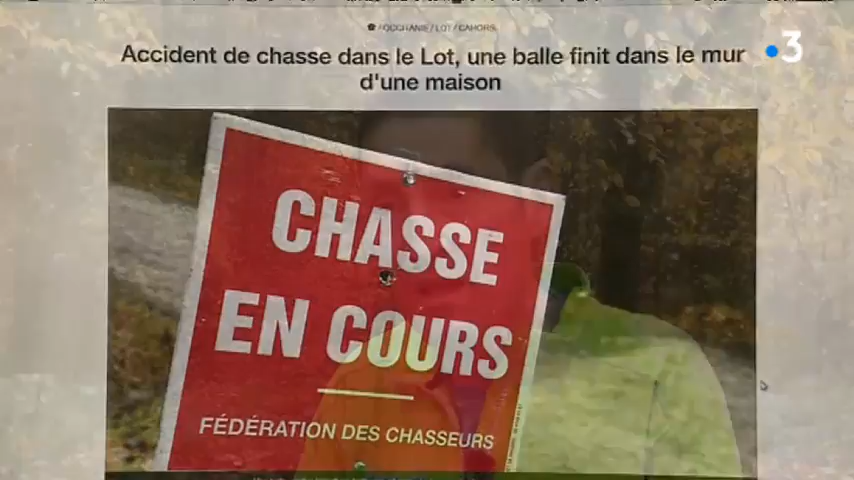 / OCCITANIE / LOT / CAHORS
Accident de chasse dans le Lot, une balle finit dans le mur
d'une maison
3
CHASSE
EN COURS
FÉDÉRATION DES CHASSEURS